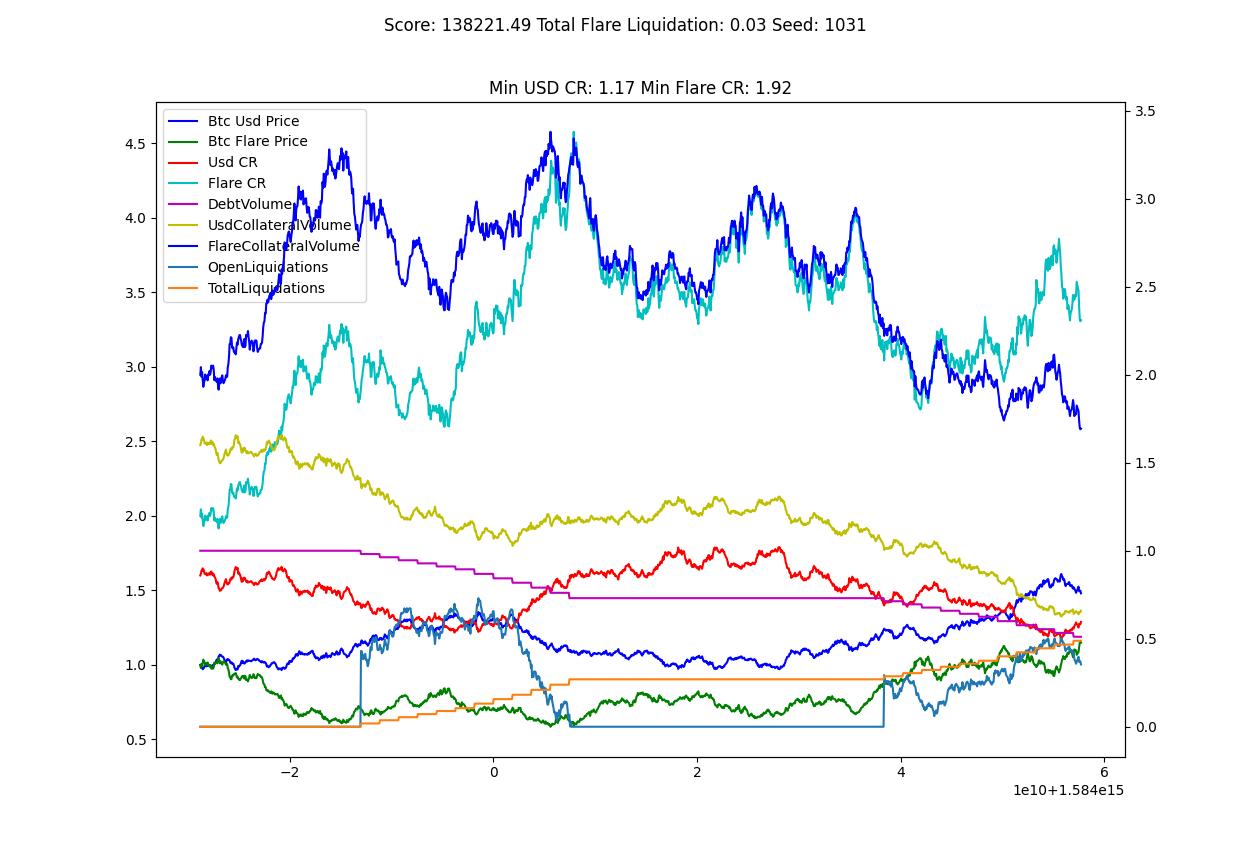 Score: 138221.49 Total Flare Liquidation: 0.03 Seed: 1031
Min USD CR: 1.17 Min Flare CR: 1.92
Btc Usd Price
Btc Flare Price
Usd CR
Flare CR
DebtVolume
UsdCollateralVolume
FlareCollateralVolume
OpenLiquidations
TotalLiquidations
4.5
4.0
3.5
3.0
2.5
2.0
1.5
1.0
0.5
3.5
3.0
2.5
2.0
1.5
1.0
0.5
0.0
−2 0 2 4 6
1e10+1.584e15